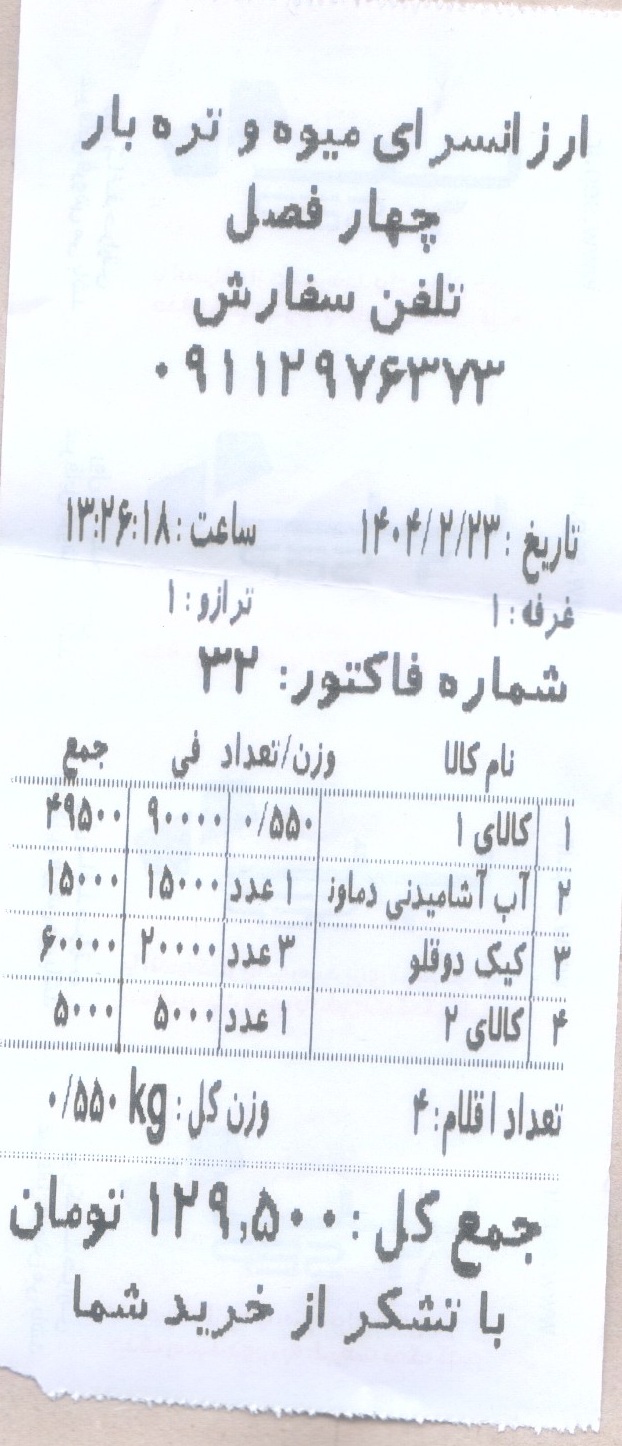 ارزانسرای میوه و تره بار
چهار فصل
تلفن سفارش
۰۹۱۱۲۹۷۶۳۷۳
تاریخ : ۱۴۰۴/۲/۲۳ ساعت : ۱۳:۲۶:۱۸
غرفه : ۱ ترازو : ۱
شماره فاکتور: ۳۲
نام کالا وزن/تعداد فی جمع
۱ کالای ۱ ۰/۵۵۰ ۹۰۰۰۰ ۴۹۵۰۰
۲ آب آشامیدنی دماون ۱ عدد ۱۵۰۰۰ ۱۵۰۰۰
۳ کیک دوقلو ۳ عدد ۲۰۰۰۰ ۶۰۰۰۰
۴ کالای ۲ ۱ عدد ۵۰۰۰ ۵۰۰۰
تعداد اقلام: ۴ وزن کل : ۰/۵۵۰ kg
جمع کل : ۱۲۹,۵۰۰ تومان
با تشکر از خرید شما